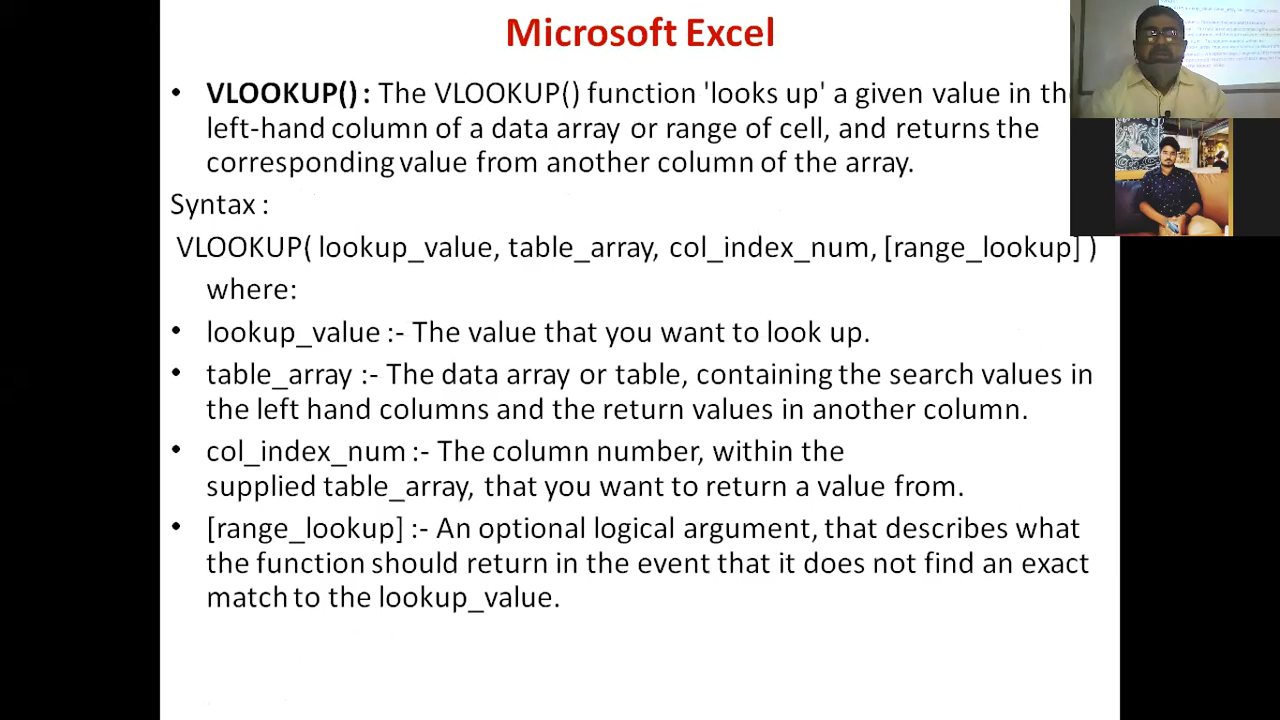 Microsoft Excel
• VLOOKUP() : The VLOOKUP() function 'looks up' a given value in th
left-hand column of a data array or range of cell, and returns the
corresponding value from another column of the array.
Syntax :
VLOOKUP( lookup_value, table_array, col_index_num, [range_lookup] )
where:
• lookup_value :- The value that you want to look up.
• table_array :- The data array or table, containing the search values in
the left hand columns and the return values in another column.
• col_index_num :- The column number, within the
supplied table_array, that you want to return a value from.
• [range_lookup] :- An optional logical argument, that describes what
the function should return in the event that it does not find an exact
match to the lookup_value.